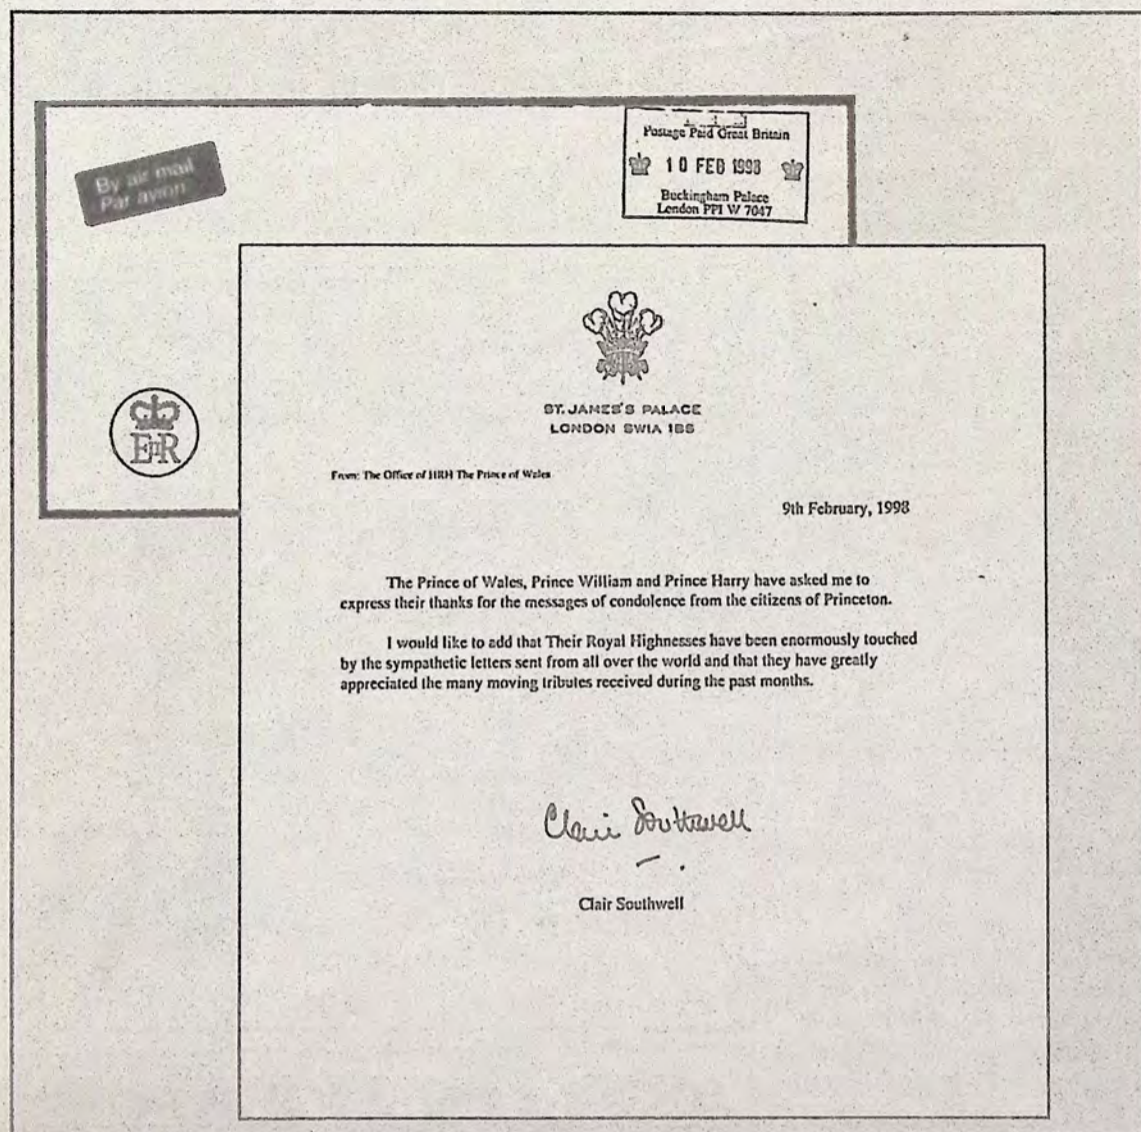 By air mail
Par avion
Postage Paid Great Britain
10 FEB 1998
Buckingham Palace
London PPI W 7047
EIIR
ST. JAMES'S PALACE
LONDON SW1A 1BS
From: The Office of HRH The Prince of Wales
9th February, 1998
The Prince of Wales, Prince William and Prince Harry have asked me to
express their thanks for the messages of condolence from the citizens of Princeton.
I would like to add that Their Royal Highnesses have been enormously touched
by the sympathetic letters sent from all over the world and that they have greatly
appreciated the many moving tributes received during the past months.
Clair Southwell
Clair Southwell